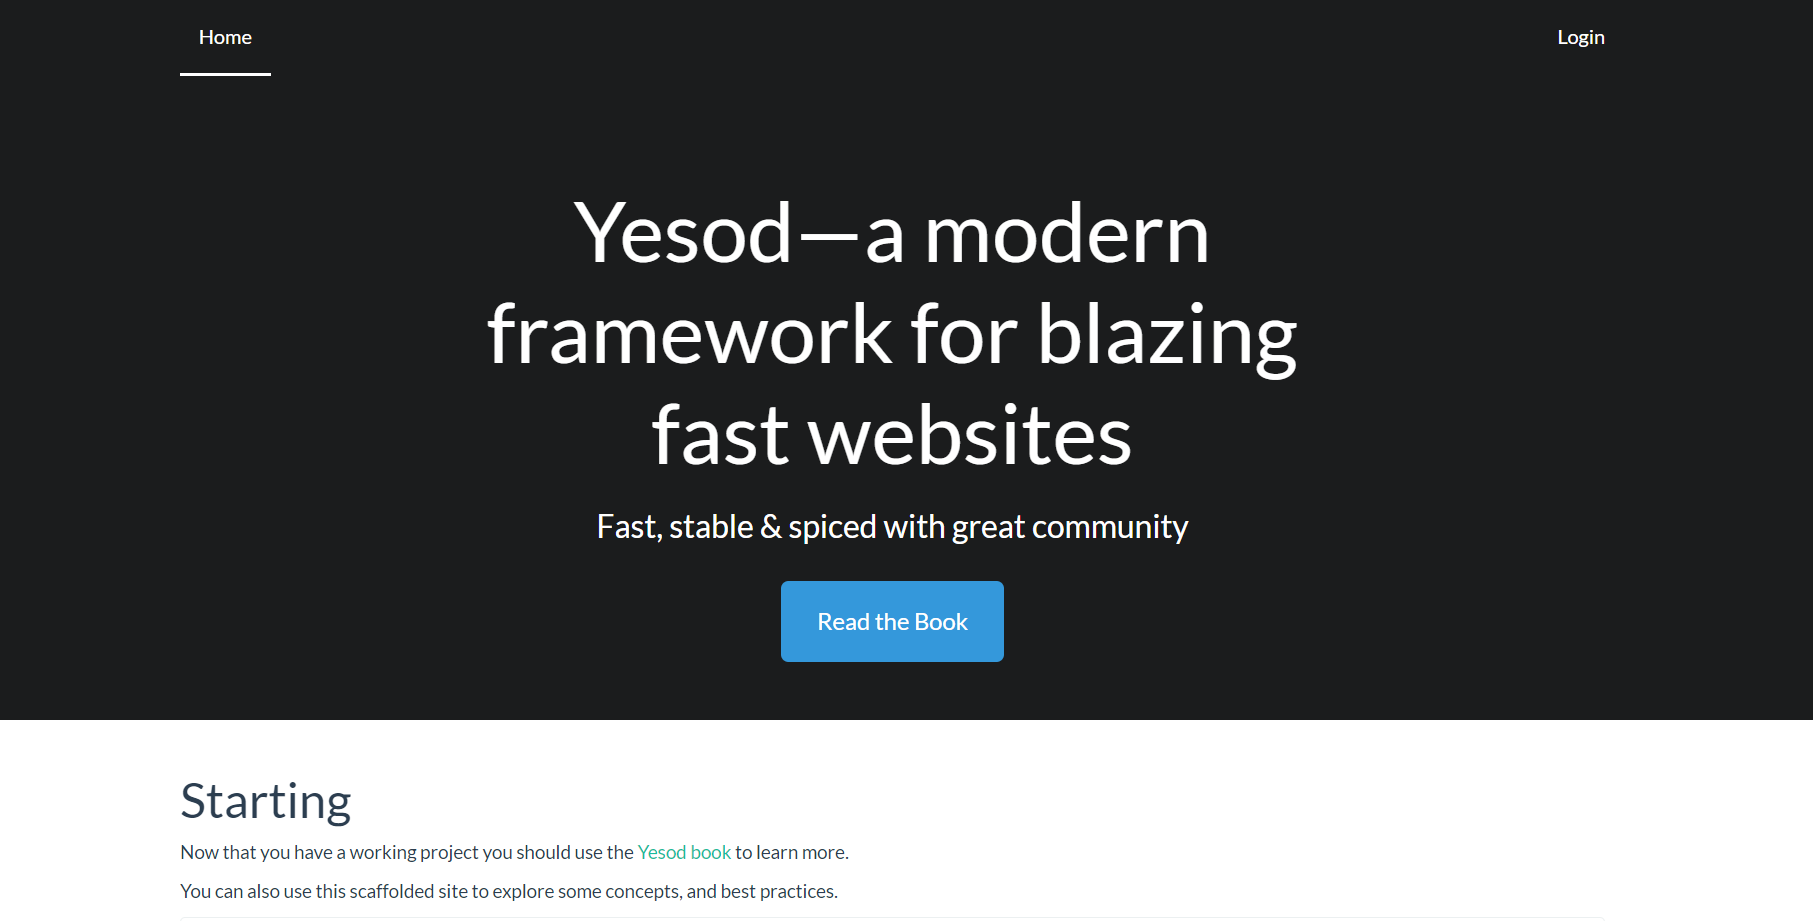 Home
Login
Yesod—a modern
framework for blazing
fast websites
Fast, stable & spiced with great community
Read the Book
Starting
Now that you have a working project you should use the Yesod book to learn more.
You can also use this scaffolded site to explore some concepts, and best practices.